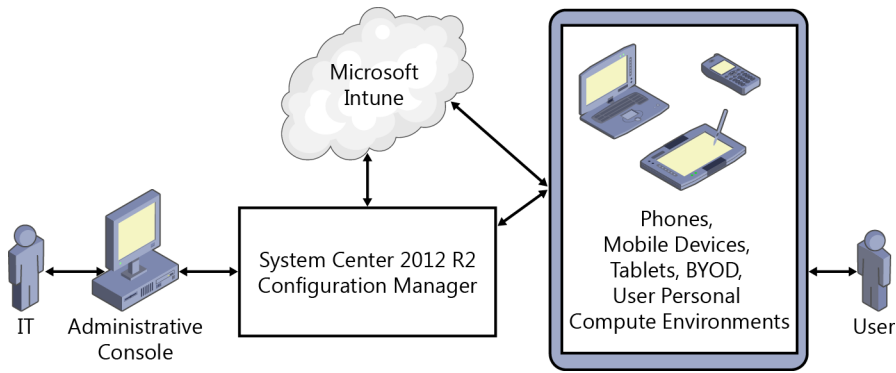 Microsoft
Intune
System Center 2012 R2
Configuration Manager
Phones,
Mobile Devices,
Tablets, BYOD,
User Personal
Compute Environments
IT
Administrative
Console
User